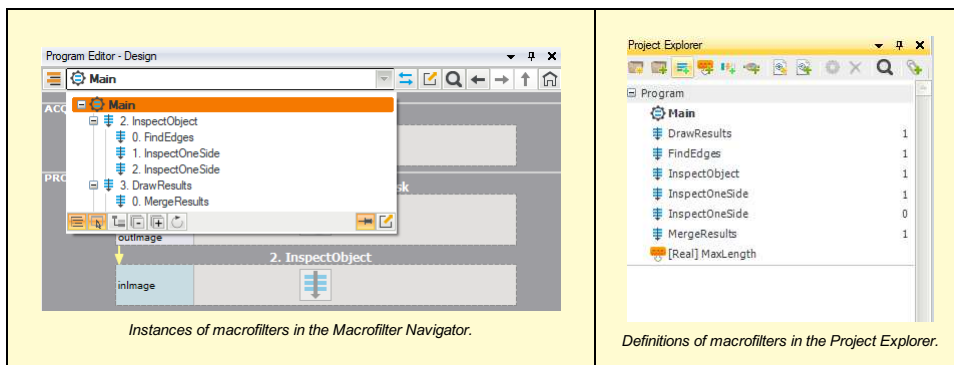 Program Editor - Design
Main
ACQ
Main
2. InspectObject
0. FindEdges
1. InspectOneSide
2. InspectOneSide
PRO
3. DrawResults
sk
0. MergeResults
outImage
2. InspectObject
inImage
Instances of macrofilters in the Macrofilter Navigator.
Project Explorer
Program
Main
DrawResults 1
FindEdges 1
InspectObject 1
InspectOneSide 1
InspectOneSide 0
MergeResults 1
[Real] MaxLength
Definitions of macrofilters in the Project Explorer.